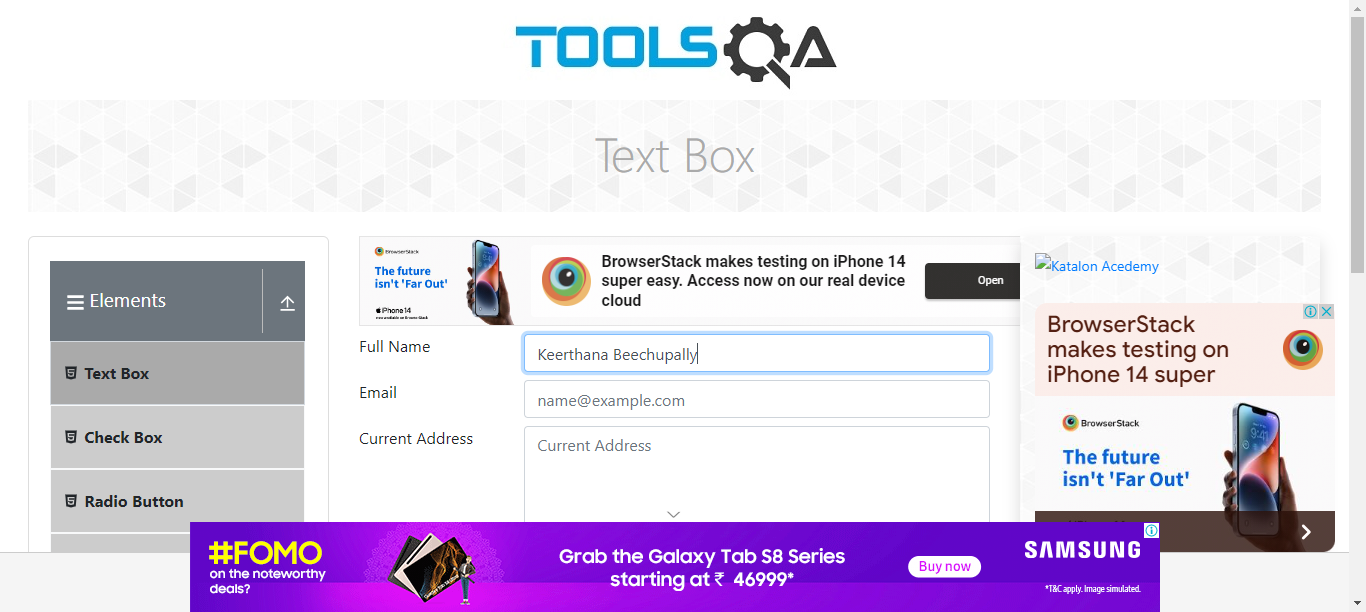 TOOLSQA
Text Box
Elements
Text Box
Check Box
Radio Button
BrowserStack
The future
isn't 'Far Out'
iPhone 14
now available on BrowserStack
BrowserStack makes testing on iPhone 14
super easy. Access now on our real device
cloud
Open
Full Name
Keerthana Beechupally
Email
name@example.com
Current Address
Current Address
Katalon Acedemy
BrowserStack
makes testing on
iPhone 14 super
BrowserStack
The future
isn't 'Far Out'
#FOMO
on the noteworthy
deals?
Grab the Galaxy Tab S8 Series
starting at ₹ 46999*
Buy now
SAMSUNG
*T&C apply. Image simulated.